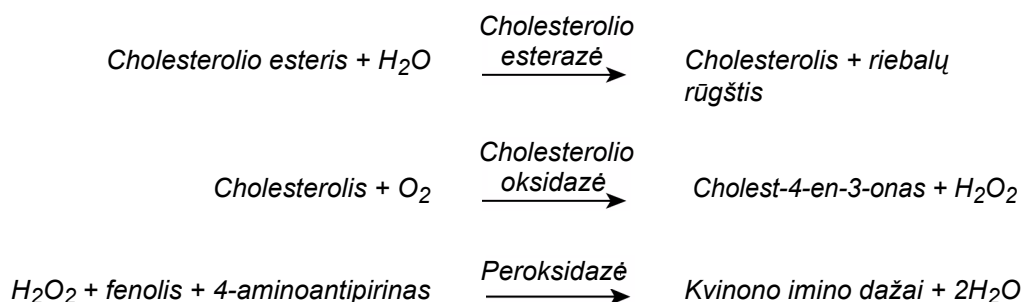 Cholesterolio esteris + H₂O Cholesterolio esterazė Cholesterolis + riebalų rūgštis
Cholesterolis + O₂ Cholesterolio oksidazė Cholest-4-en-3-onas + H₂O₂
H₂O₂ + fenolis + 4-aminoantipirinas Peroksidazė Kvinono imino dažai + 2H₂O